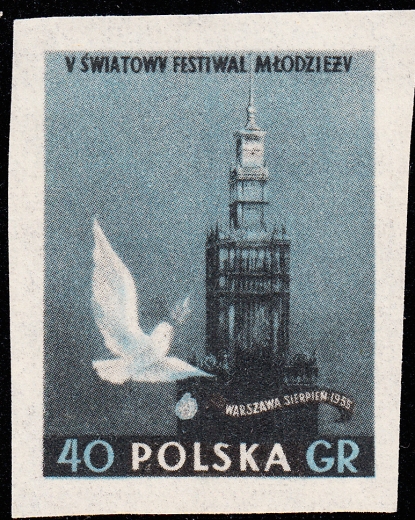 V ŚWIATOWY FESTIWAL MŁODZIEŻY
WARSZAWA SIERPIEŃ 1955
40 POLSKA GR